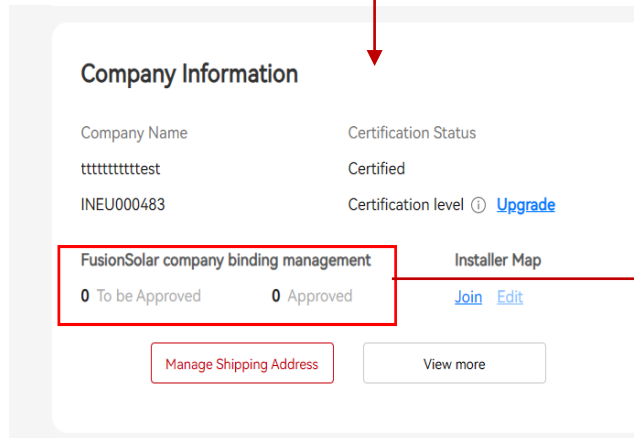 Company Information
Company Name Certification Status
tttttttttttest Certified
INEU000483 Certification level Upgrade
FusionSolar company binding management Installer Map
0 To be Approved 0 Approved Join Edit
Manage Shipping Address View more